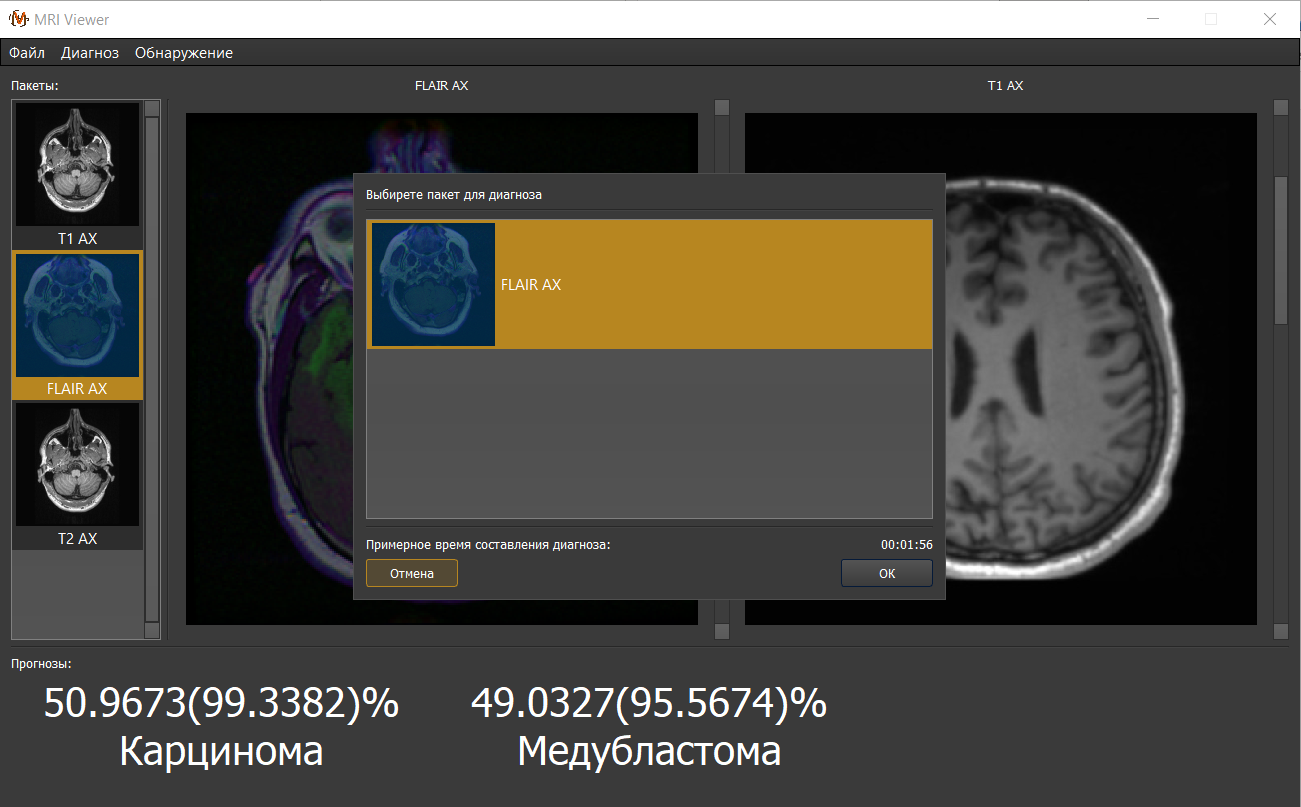 MRI Viewer
Файл Диагноз Обнаружение
Пакеты:
FLAIR AX
T1 AX
T1 AX
FLAIR AX
T2 AX
Выбирете пакет для диагноза
FLAIR AX
Примерное время составления диагноза: 00:01:56
Отмена
OK
Прогнозы:
50.9673(99.3382)% 49.0327(95.5674)%
Карцинома Медубластома